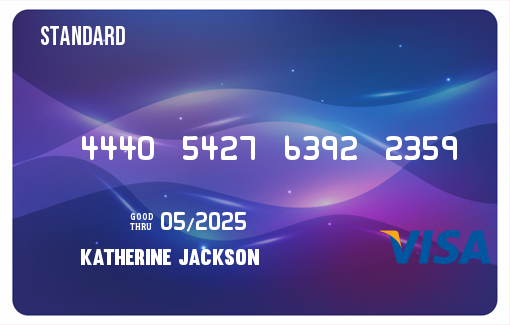 STANDARD
4440 5427 6392 2359
GOOD THRU 05/2025
KATHERINE JACKSON
VISA